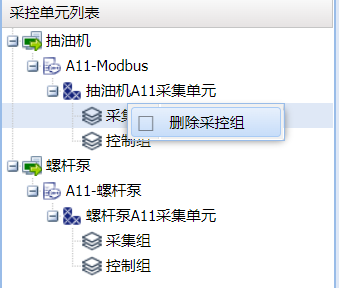 采控单元列表
抽油机
A11-Modbus
抽油机A11采集单元
采集
删除采控组
控制组
螺杆泵
A11-螺杆泵
螺杆泵A11采集单元
采集组
控制组